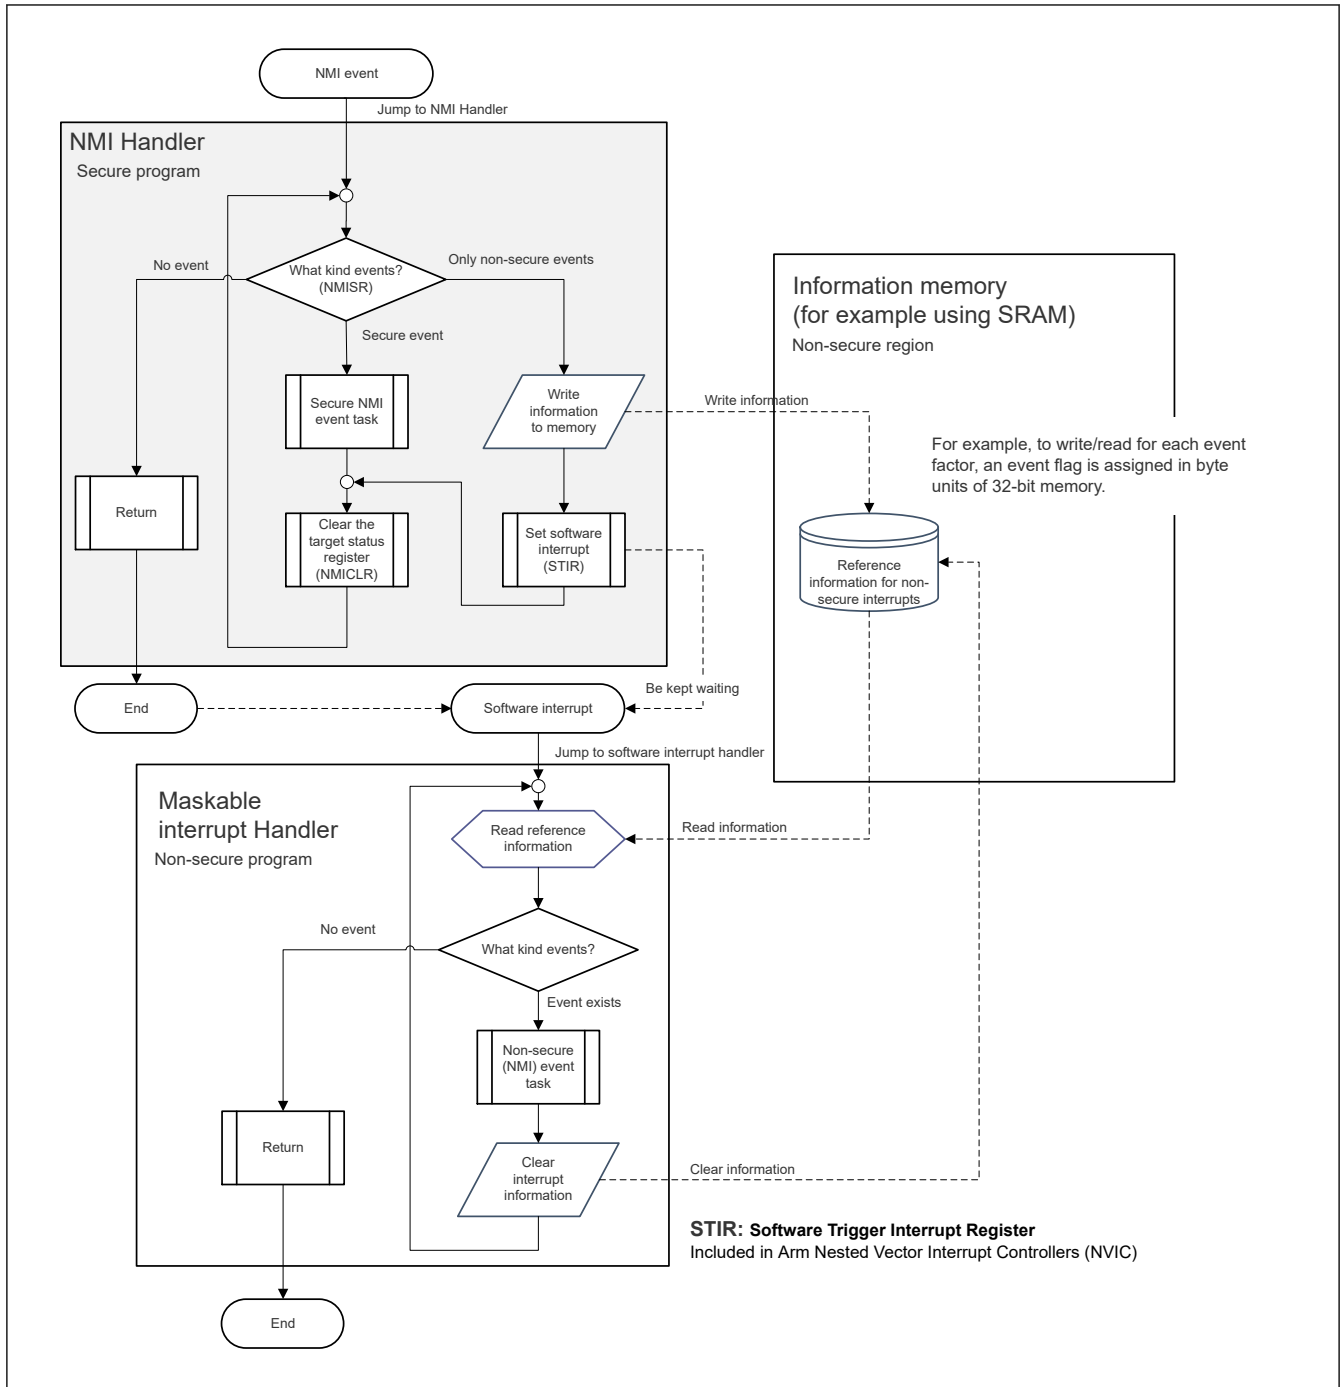 NMI event
Jump to NMI Handler
NMI Handler
Secure program
No event
What kind events?
(NMISR)
Only non-secure events
Secure event
Secure NMI
event task
Write
information
to memory
Write information
Return
Clear the
target status
register
(NMICLR)
Set software
interrupt
(STIR)
Information memory
(for example using SRAM)
Non-secure region
For example, to write/read for each event
factor, an event flag is assigned in byte
units of 32-bit memory.
Reference
information for non-
secure interrupts
End
Software interrupt
Be kept waiting
Jump to software interrupt handler
Maskable
interrupt Handler
Non-secure program
Read reference
information
Read information
No event
What kind events?
Event exists
Non-secure
(NMI) event
task
Return
Clear
interrupt
information
Clear information
STIR: Software Trigger Interrupt Register
Included in Arm Nested Vector Interrupt Controllers (NVIC)
End